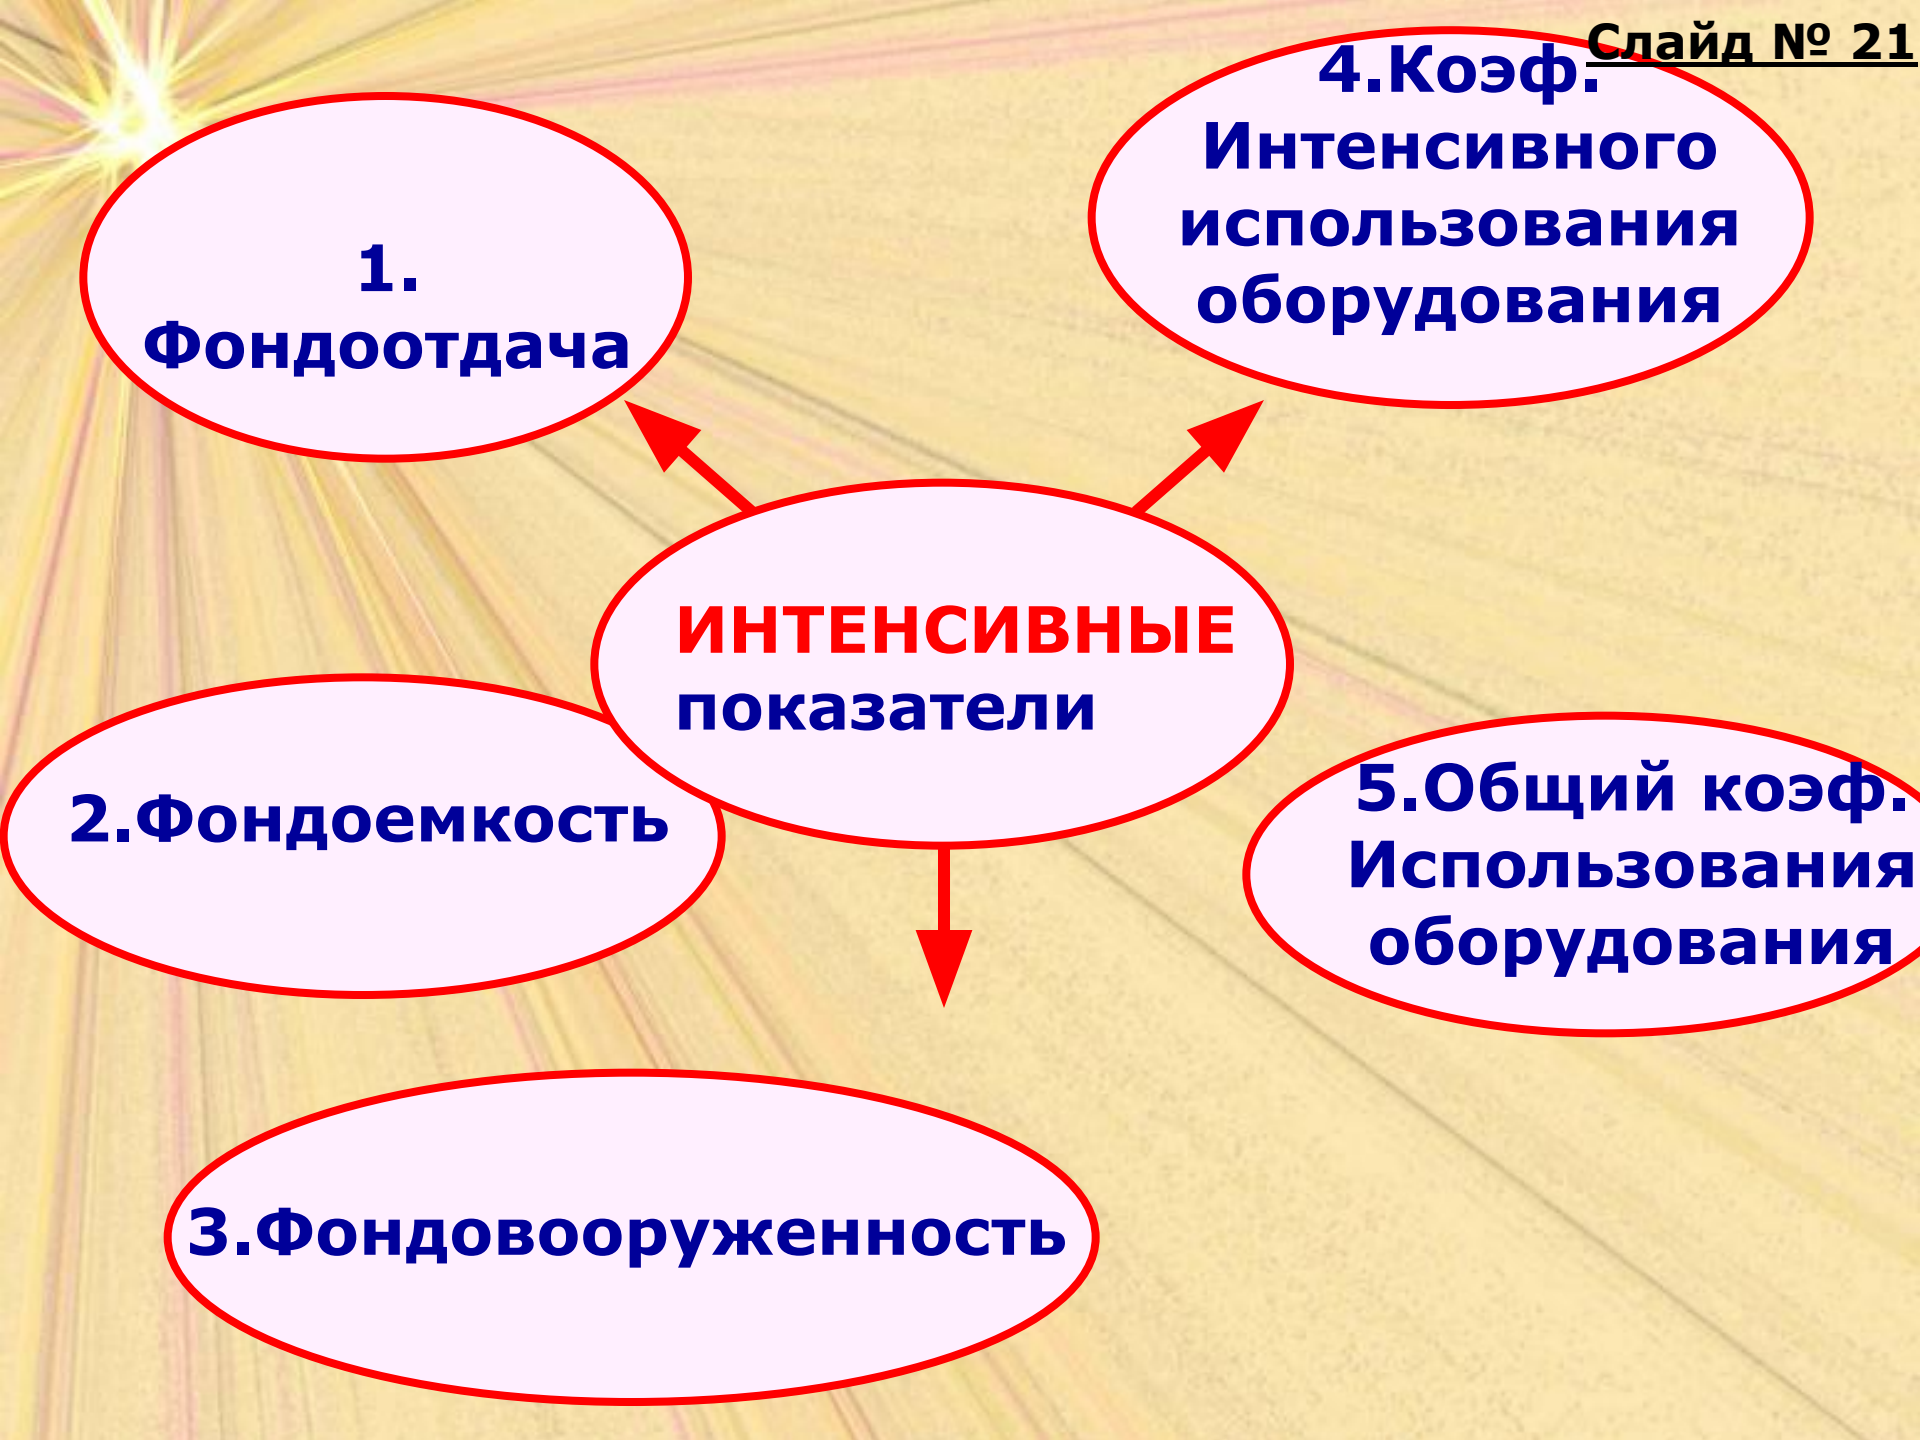 Слайд № 21
4.Коэф.
Интенсивного
использования
оборудования
1.
Фондоотдача
ИНТЕНСИВНЫЕ
показатели
2.Фондоемкость
5.Общий коэф.
Использования
оборудования
3.Фондовооруженность